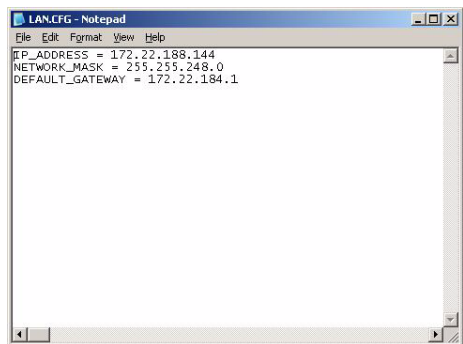 LAN.CFG - Notepad
File Edit Format View Help
IP_ADDRESS = 172.22.188.144
NETWORK_MASK = 255.255.248.0
DEFAULT_GATEWAY = 172.22.184.1